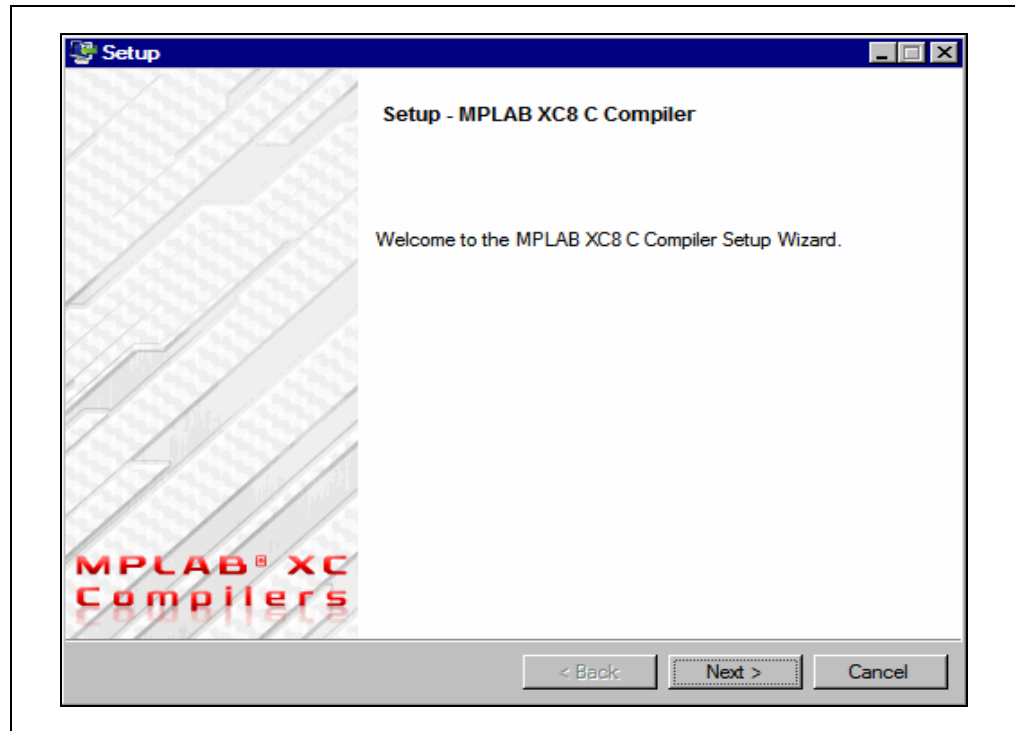 Setup
Setup - MPLAB XC8 C Compiler
Welcome to the MPLAB XC8 C Compiler Setup Wizard.
MPLAB® XC
Compilers
< Back
Next >
Cancel